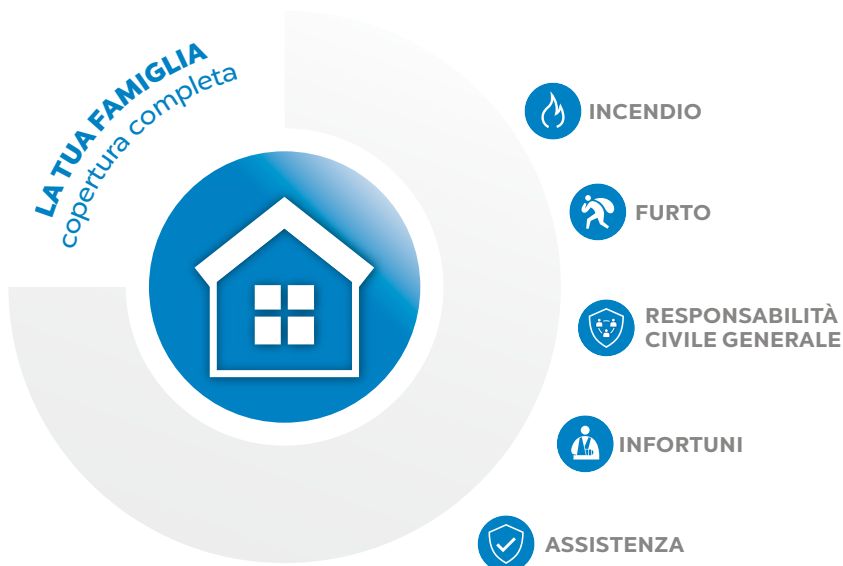 LA TUA FAMIGLIA
copertura completa
INCENDIO
FURTO
RESPONSABILITÀ
CIVILE GENERALE
INFORTUNI
ASSISTENZA